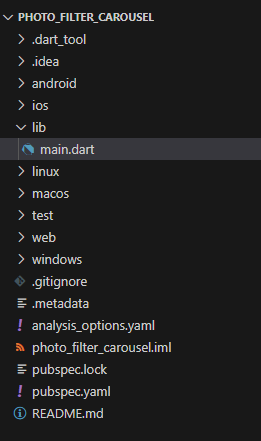 PHOTO_FILTER_CAROUSEL
.dart_tool
.idea
android
ios
lib
main.dart
linux
macos
test
web
windows
.gitignore
.metadata
analysis_options.yaml
photo_filter_carousel.iml
pubspec.lock
pubspec.yaml
README.md